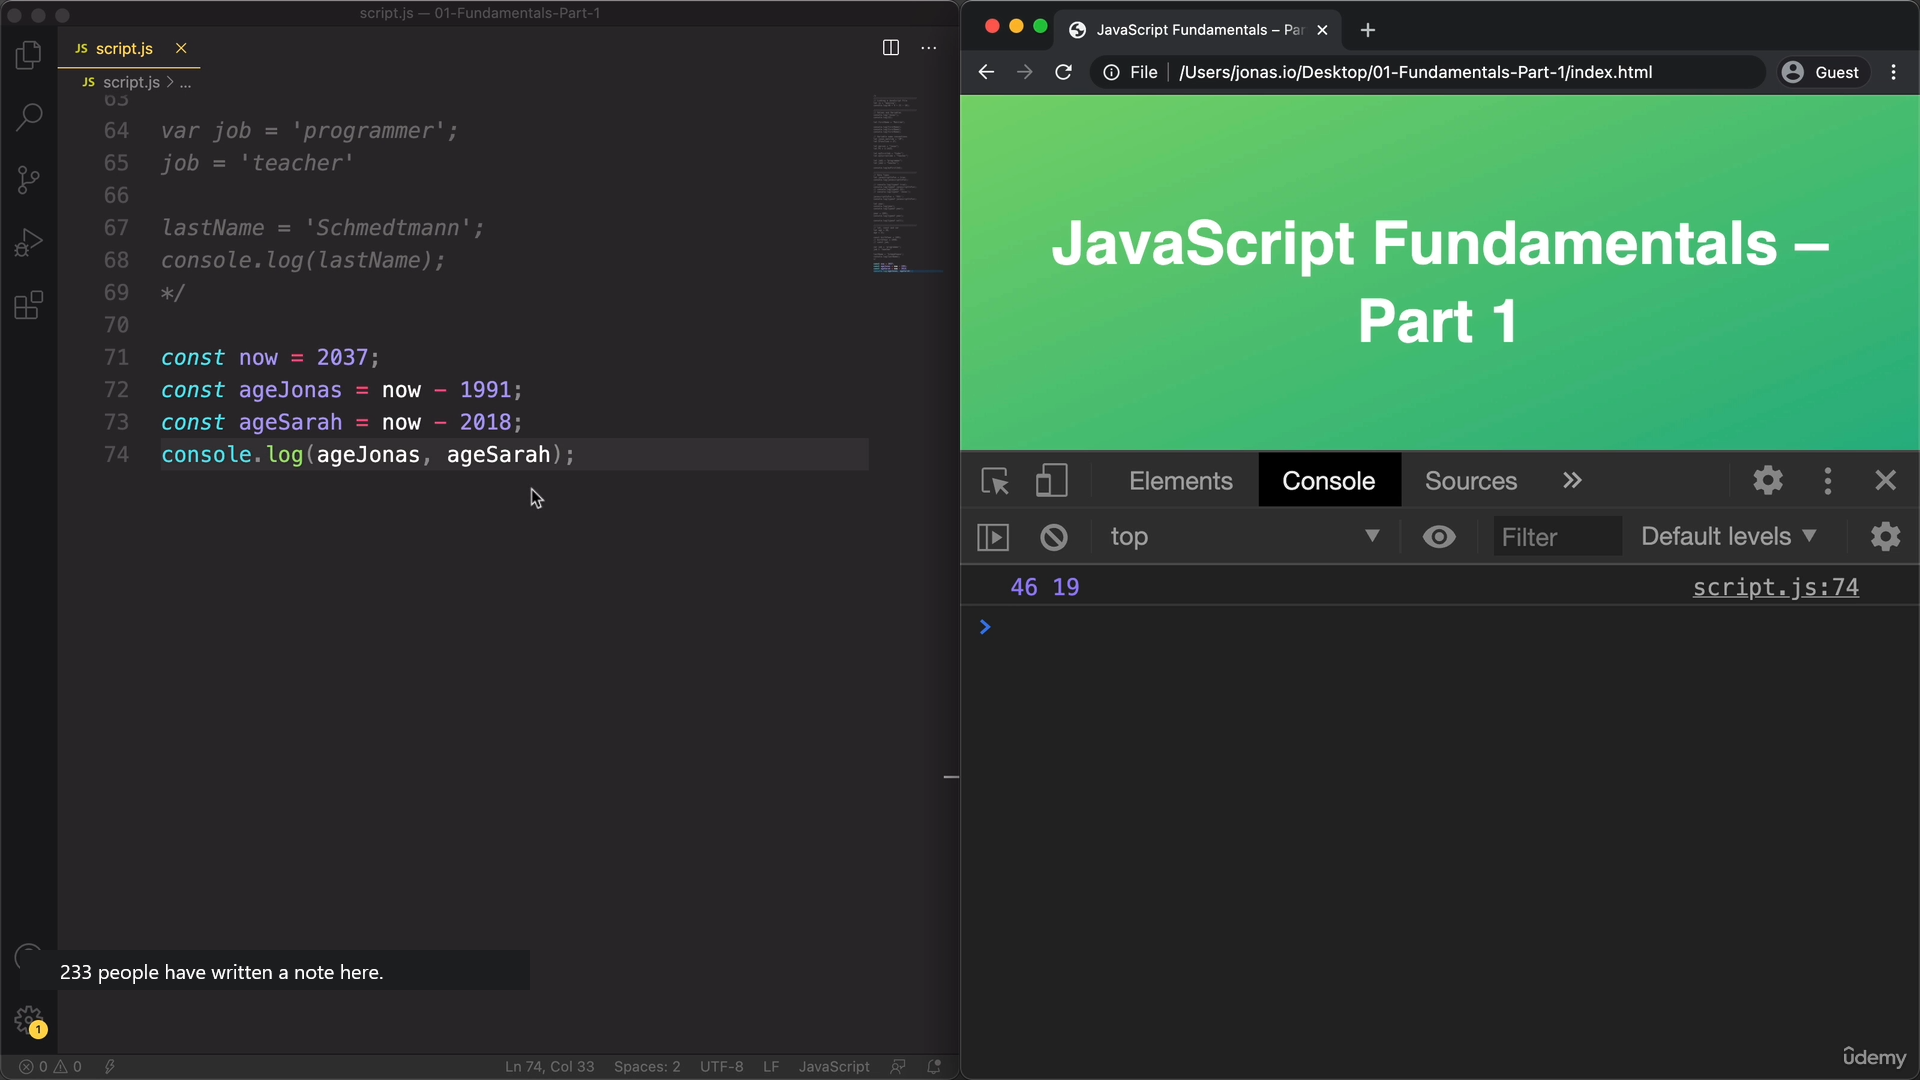 script.js — 01-Fundamentals-Part-1
JS script.js
JS script.js > ...
63
64 var job = 'programmer';
65 job = 'teacher'
66
67 lastName = 'Schmedtmann';
68 console.log(lastName);
69 */
70
71 const now = 2037;
72 const ageJonas = now - 1991;
73 const ageSarah = now - 2018;
74 console.log(ageJonas, ageSarah);
233 people have written a note here.
1
0 0
Ln 74, Col 33 Spaces: 2 UTF-8 LF JavaScript
JavaScript Fundamentals – Par
File /Users/jonas.io/Desktop/01-Fundamentals-Part-1/index.html Guest
JavaScript Fundamentals –
Part 1
Elements Console Sources
top Filter Default levels
46 19 script.js:74
ûdemy